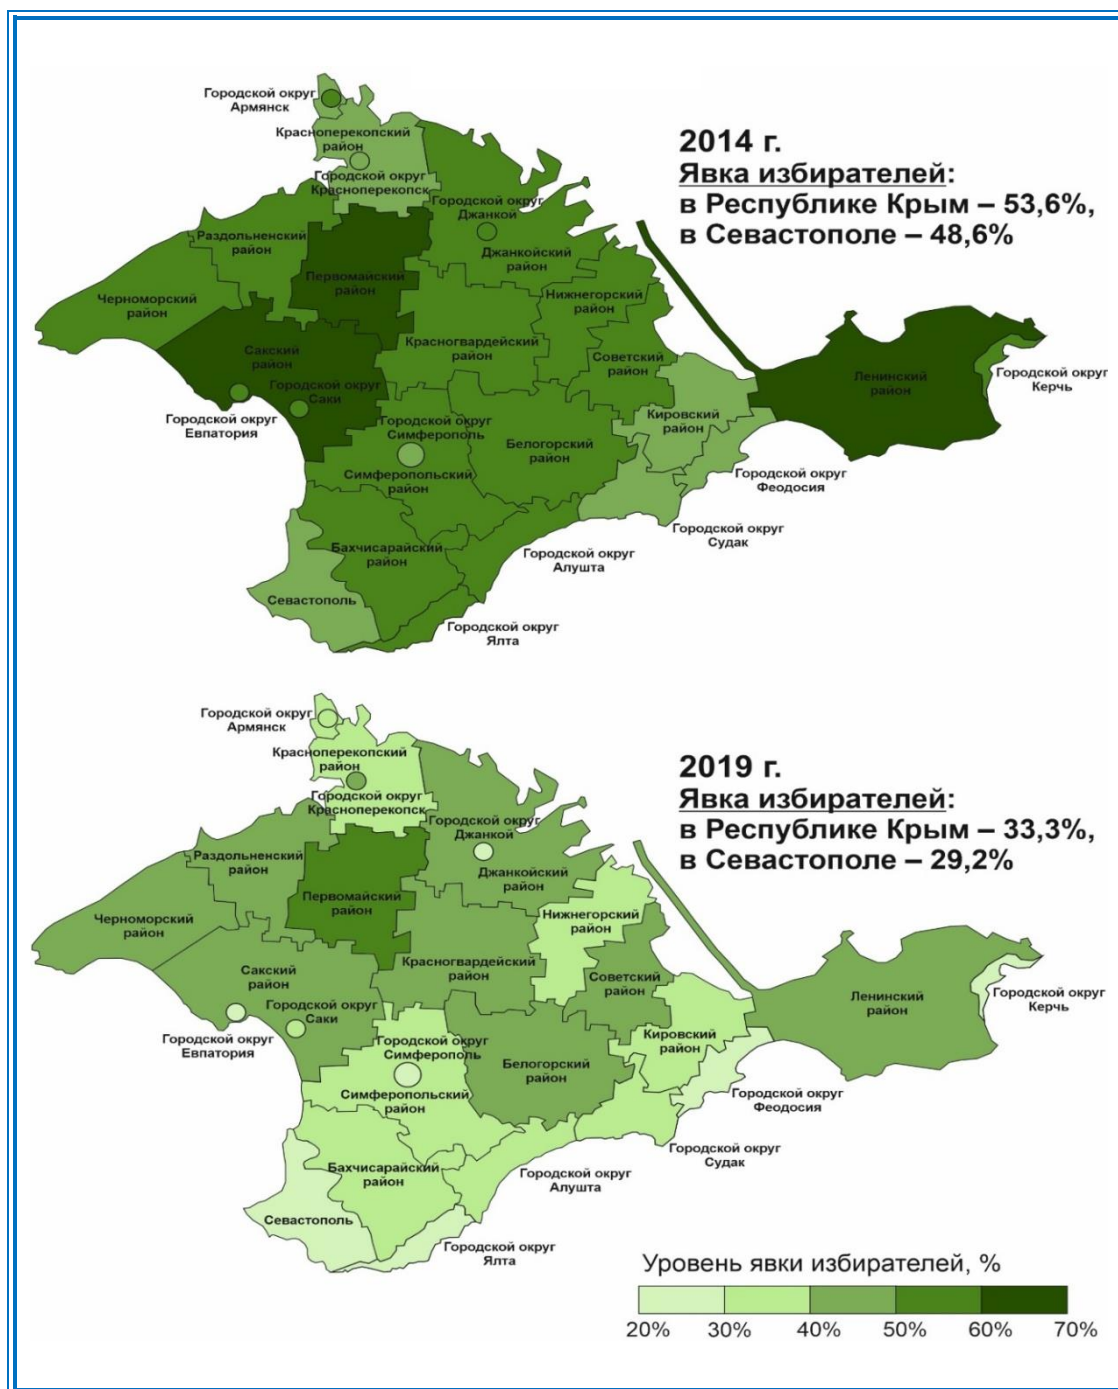 Городской округ
Армянск
Красноперекопский
район
Городской округ
Красноперекопск
Городской округ
Джанкой
Раздольненский
район
Джанкойский
район
Первомайский
район
Черноморский
район
Нижнегорский
район
Красногвардейский
район
Сакский
район
Советский
район
Городской округ
Саки
Ленинский
район
Городской округ
Керчь
Городской округ
Евпатория
Городской округ
Симферополь
Кировский
район
Белогорский
район
Симферопольский
район
Городской округ
Феодосия
Городской округ
Судак
Бахчисарайский
район
Городской округ
Алушта
Севастополь
Городской округ
Ялта
2014 г.
Явка избирателей:
в Республике Крым – 53,6%,
в Севастополе – 48,6%
Городской округ
Армянск
Красноперекопский
район
Городской округ
Красноперекопск
Городской округ
Джанкой
Раздольненский
район
Джанкойский
район
Первомайский
район
Черноморский
район
Нижнегорский
район
Красногвардейский
район
Сакский
район
Советский
район
Городской округ
Саки
Ленинский
район
Городской округ
Керчь
Городской округ
Евпатория
Городской округ
Симферополь
Кировский
район
Белогорский
район
Симферопольский
район
Городской округ
Феодосия
Городской округ
Судак
Бахчисарайский
район
Городской округ
Алушта
Севастополь
Городской округ
Ялта
2019 г.
Явка избирателей:
в Республике Крым – 33,3%,
в Севастополе – 29,2%
Уровень явки избирателей, %
20% 30% 40% 50% 60% 70%